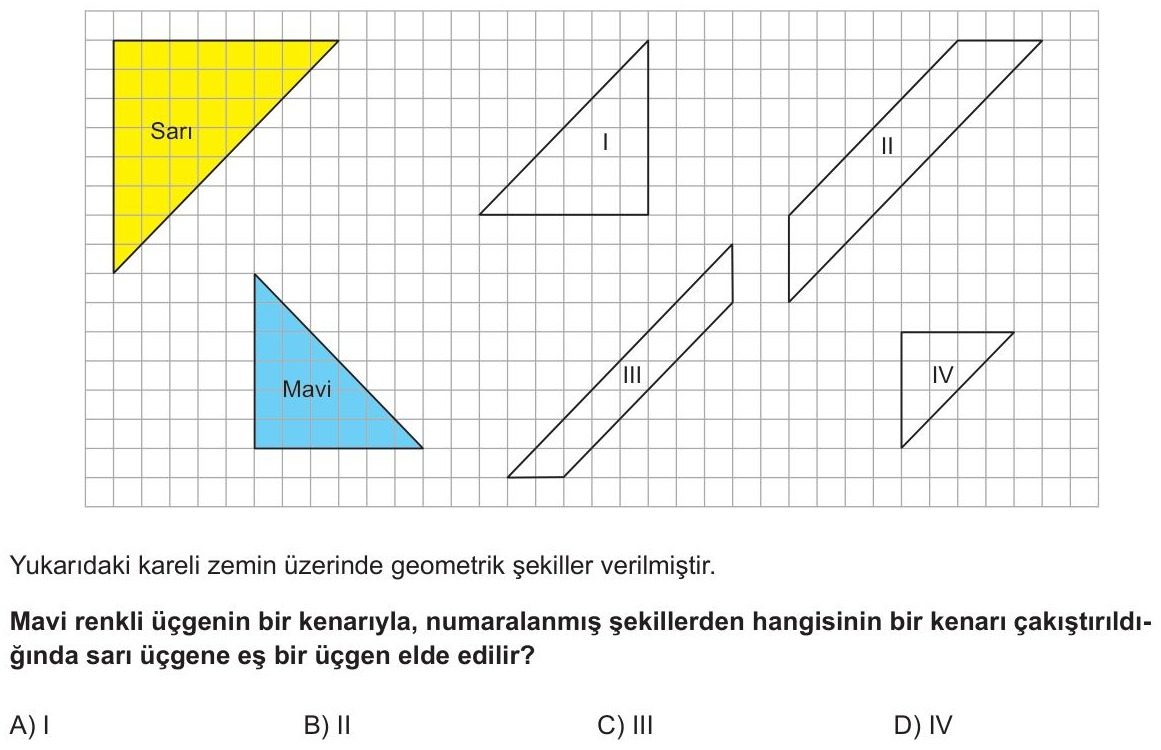 Sarı
I
II
Mavi
III
IV
Yukarıdaki kareli zemin üzerinde geometrik şekiller verilmiştir.
Mavi renkli üçgenin bir kenarıyla, numaralanmış şekillerden hangisinin bir kenarı çakıştırıldı-
ğında sarı üçgene eş bir üçgen elde edilir?
A) I B) II C) III D) IV